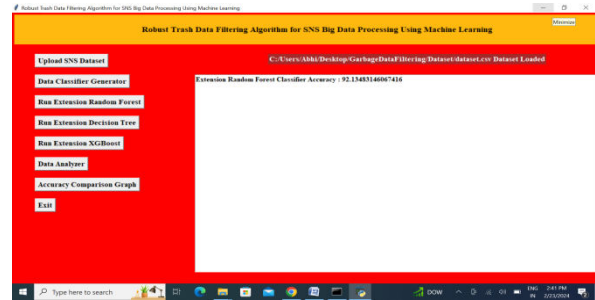 Robust Trash Data Filtering Algorithm for SNS Big Data Processing Using Machine Learning
Minimize
Robust Trash Data Filtering Algorithm for SNS Big Data Processing Using Machine Learning
Upload SNS Dataset
C:/Users/Abhi/Desktop/GarbageDataFiltering/Dataset/dataset.csv Dataset Loaded
Data Classifier Generator
Extension Random Forest Classifier Accuracy : 92.13483146067416
Run Extension Random Forest
Run Extension Decision Tree
Run Extension XGBoost
Data Analyzer
Accuracy Comparison Graph
Exit
Type here to search
DOW
ENG
IN
2:41 PM
2/23/2024